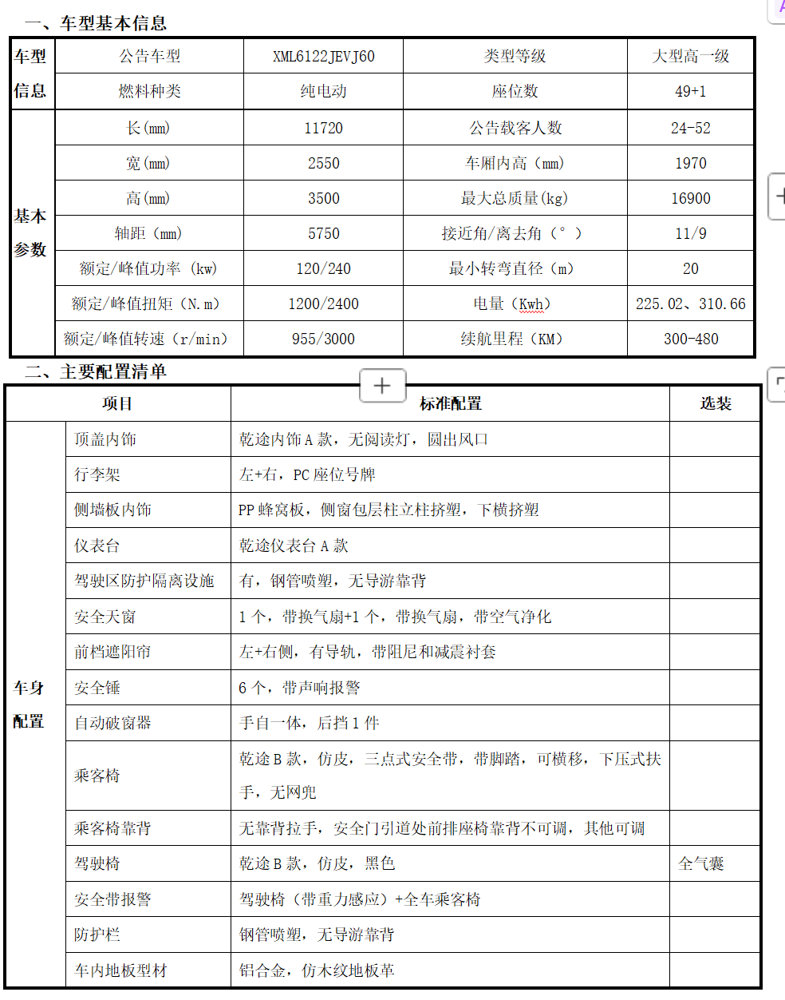 一、车型基本信息
车型信息 公告车型 XML6122JEVJ60 类型等级 大型高一级
燃料种类 纯电动 座位数 49+1
基本参数 长(mm) 11720 公告载客人数 24-52
宽(mm) 2550 车厢内高（mm) 1970
高(mm) 3500 最大总质量(kg) 16900
轴距（mm) 5750 接近角/离去角（°） 11/9
额定/峰值功率 (kw) 120/240 最小转弯直径（m） 20
额定/峰值扭矩（N.m） 1200/2400 电量（Kwh） 225.02、310.66
额定/峰值转速（r/min） 955/3000 续航里程（KM） 300-480
二、主要配置清单
项目 标准配置 选装
车身配置 顶盖内饰 乾途内饰 A 款，无阅读灯，圆出风口
行李架 左+右，PC 座位号牌
侧墙板内饰 PP 蜂窝板，侧窗包层柱立柱挤塑，下横挤塑
仪表台 乾途仪表台 A 款
驾驶区防护隔离设施 有，钢管喷塑，无导游靠背
安全天窗 1 个，带换气扇+1 个，带换气扇，带空气净化
前档遮阳帘 左+右侧，有导轨，带阻尼和减震衬套
安全锤 6 个，带声响报警
自动破窗器 手自一体，后挡 1 件
乘客椅 乾途 B 款，仿皮，三点式安全带，带脚踏，可横移，下压式扶
手，无网兜
乘客椅靠背 无靠背拉手，安全门引道处前排座椅靠背不可调，其他可调
驾驶椅 乾途 B 款，仿皮，黑色 全气囊
安全带报警 驾驶椅（带重力感应）+全车乘客椅
防护栏 钢管喷塑，无导游靠背
车内地板型材 铝合金，仿木纹地板革